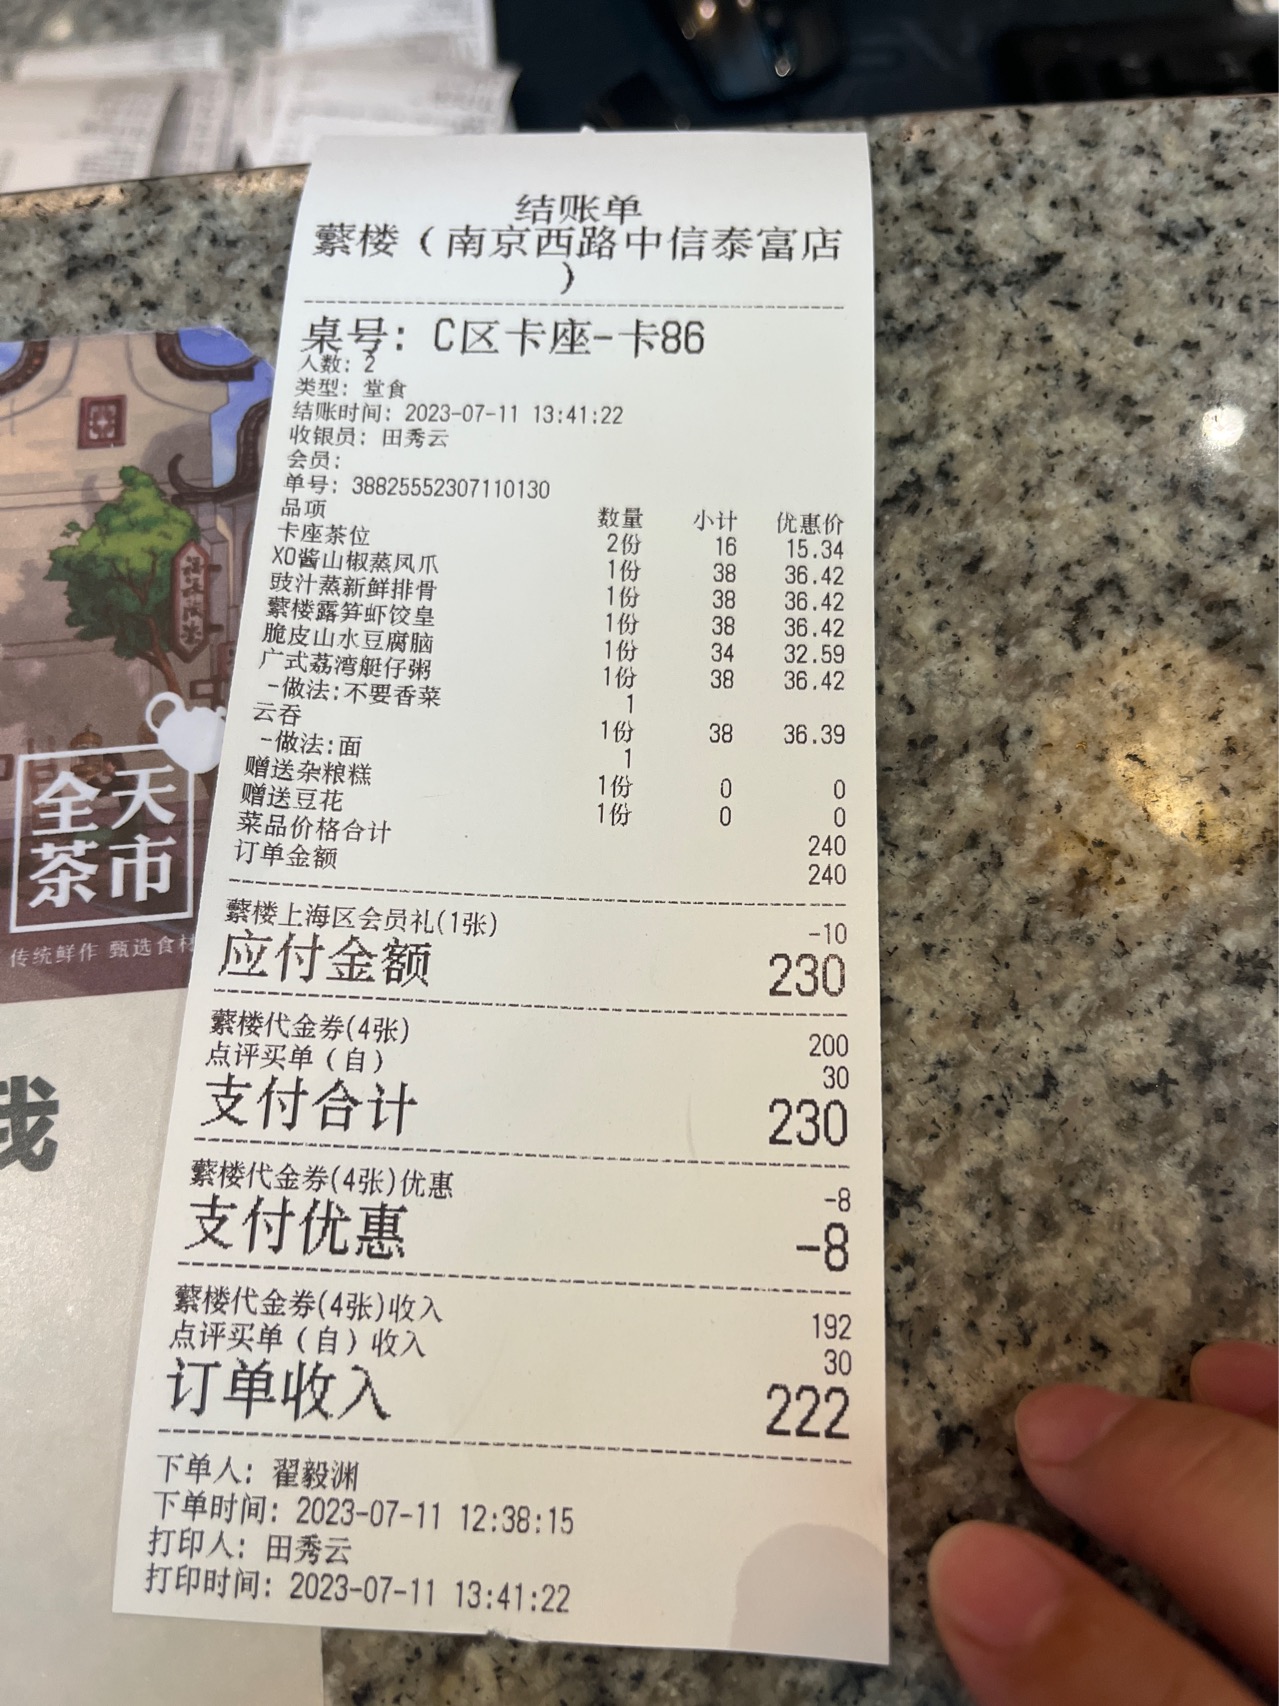 结账单
蘩楼（南京西路中信泰富店
）
桌号: C区卡座-卡86
人数: 2
类型: 堂食
结账时间: 2023-07-11 13:41:22
收银员: 田秀云
会员:
单号: 388255552307110130
品项 数量 小计 优惠价
卡座茶位 2份 16 15.34
XO酱山椒蒸凤爪 1份 38 36.42
豉汁蒸新鲜排骨 1份 38 36.42
蘩楼露笋虾饺皇 1份 38 36.42
脆皮山水豆腐脑 1份 34 32.59
广式荔湾艇仔粥 1份 38 36.42
-做法:不要香菜 1
云吞 1份 38 36.39
-做法:面 1
赠送杂粮糕 1份 0 0
赠送豆花 1份 0 0
菜品价格合计 240
订单金额 240
蘩楼上海区会员礼(1张) -10
应付金额 230
蘩楼代金券(4张) 200
点评买单（自） 30
支付合计 230
蘩楼代金券(4张)优惠 -8
支付优惠 -8
蘩楼代金券(4张)收入 192
点评买单（自）收入 30
订单收入 222
下单人: 翟毅渊
下单时间: 2023-07-11 12:38:15
打印人: 田秀云
打印时间: 2023-07-11 13:41:22
全天
茶市
传统鲜作 甄选食材
我